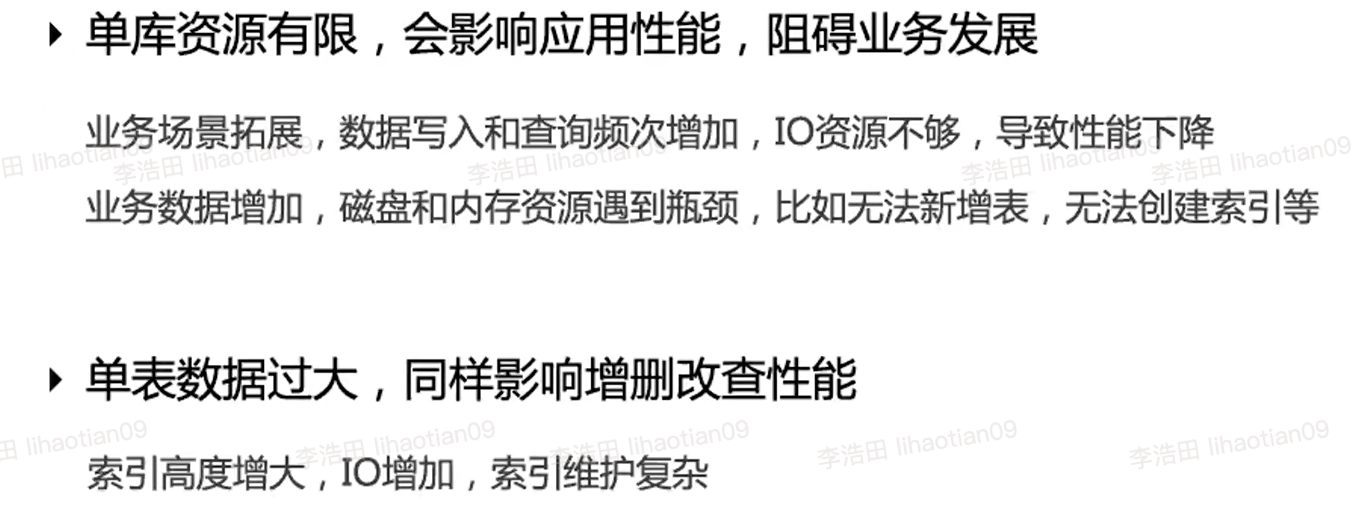 单库资源有限，会影响应用性能，阻碍业务发展
业务场景拓展，数据写入和查询频次增加，IO资源不够，导致性能下降
田 lihaotian09
李浩田 lihaotian09
李浩田 lihaotian09
李浩田 lihaotian09
李浩田 lihaotian09
业务数据增加，磁盘和内存资源遇到瓶颈，比如无法新增表，无法创建索引等
单表数据过大，同样影响增删改查性能
田 lihaotian09
李浩田 lihaotian09
李浩田 lihaotian09
李浩田 lihaotian09
李浩田 lihaotian09
索引高度增大，IO增加，索引维护复杂